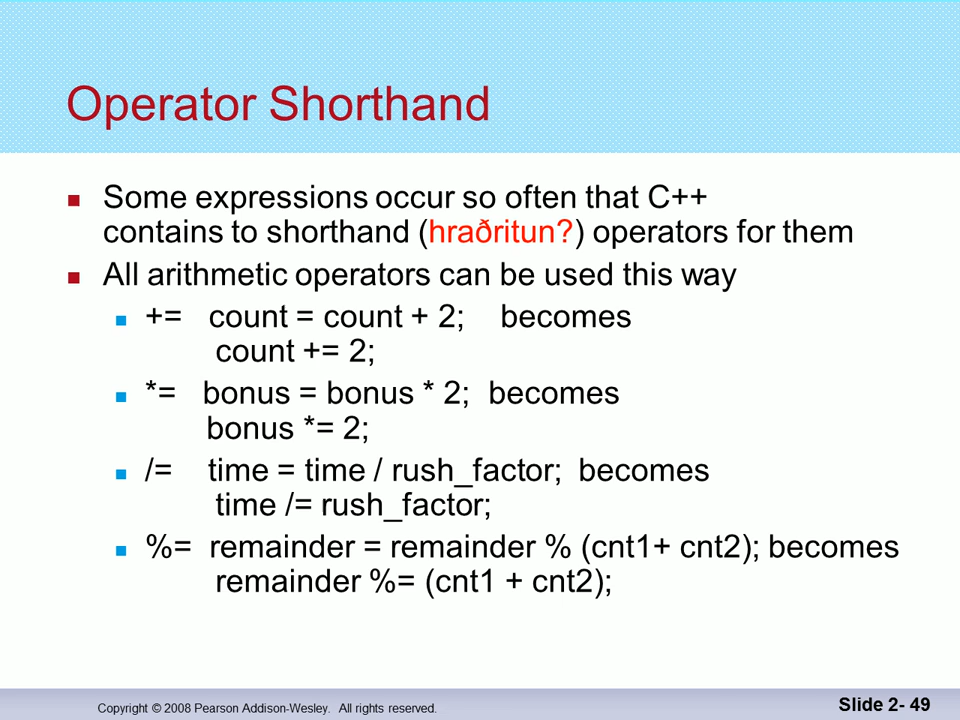 Operator Shorthand
Some expressions occur so often that C++
contains to shorthand (hraðritun?) operators for them
All arithmetic operators can be used this way
+= count = count + 2; becomes
count += 2;
*= bonus = bonus * 2; becomes
bonus *= 2;
/= time = time / rush_factor; becomes
time /= rush_factor;
%= remainder = remainder % (cnt1+ cnt2); becomes
remainder %= (cnt1 + cnt2);
Copyright © 2008 Pearson Addison-Wesley. All rights reserved.
Slide 2- 49